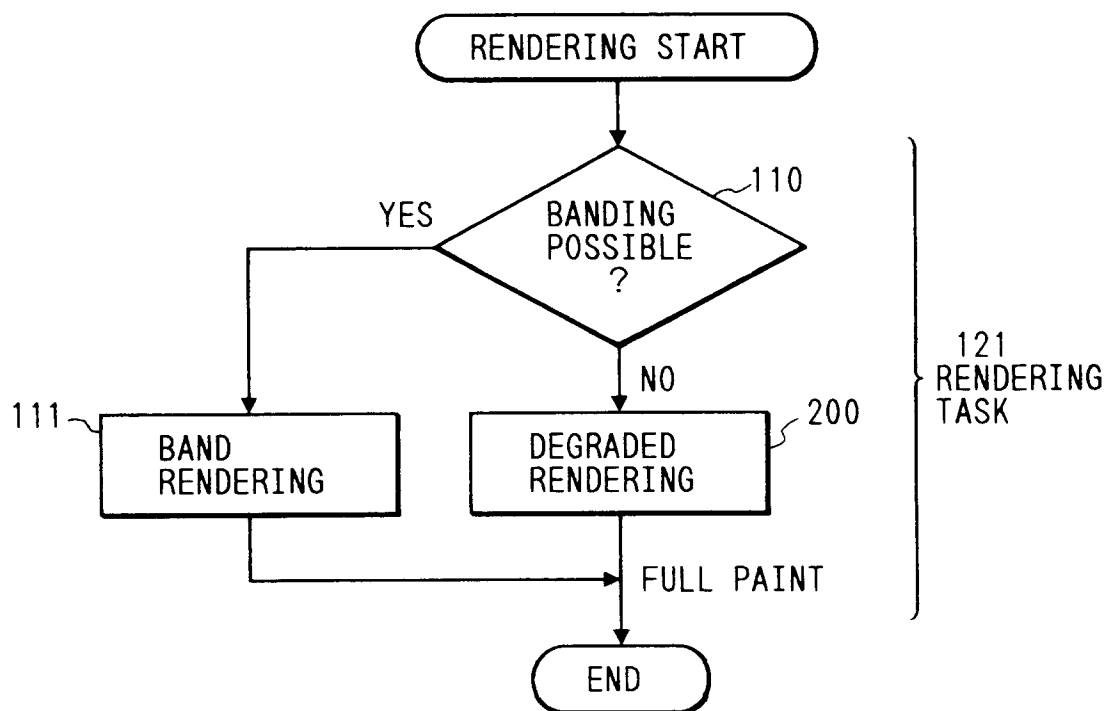 RENDERING START
110
YES
BANDING
POSSIBLE
?
121
RENDERING
TASK
NO
111
BAND
RENDERING
200
DEGRADED
RENDERING
FULL PAINT
END